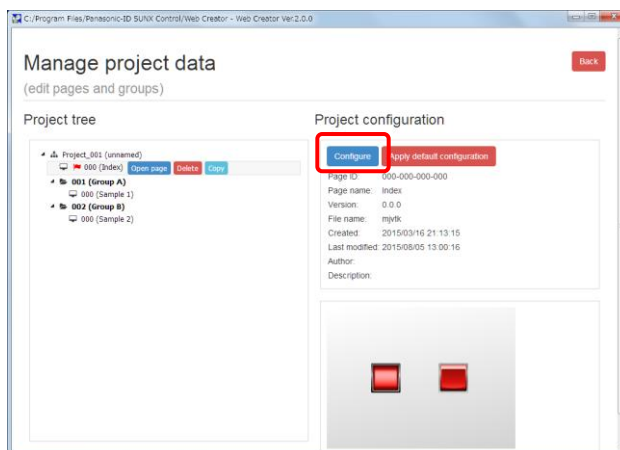 C:/Program Files/Panasonic-ID SUNX Control/Web Creator - Web Creator Ver.2.0.0
Manage project data
Back
(edit pages and groups)
Project tree
Project_001 (unnamed)
000 (Index) Open page Delete Copy
001 (Group A)
000 (Sample 1)
002 (Group B)
000 (Sample 2)
Project configuration
Configure Apply default configuration
Page ID: 000-000-000-000
Page name: Index
Version: 0.0.0
File name: mjvtk
Created: 2015/03/16 21:13:15
Last modified: 2015/08/05 13:00:16
Author:
Description: